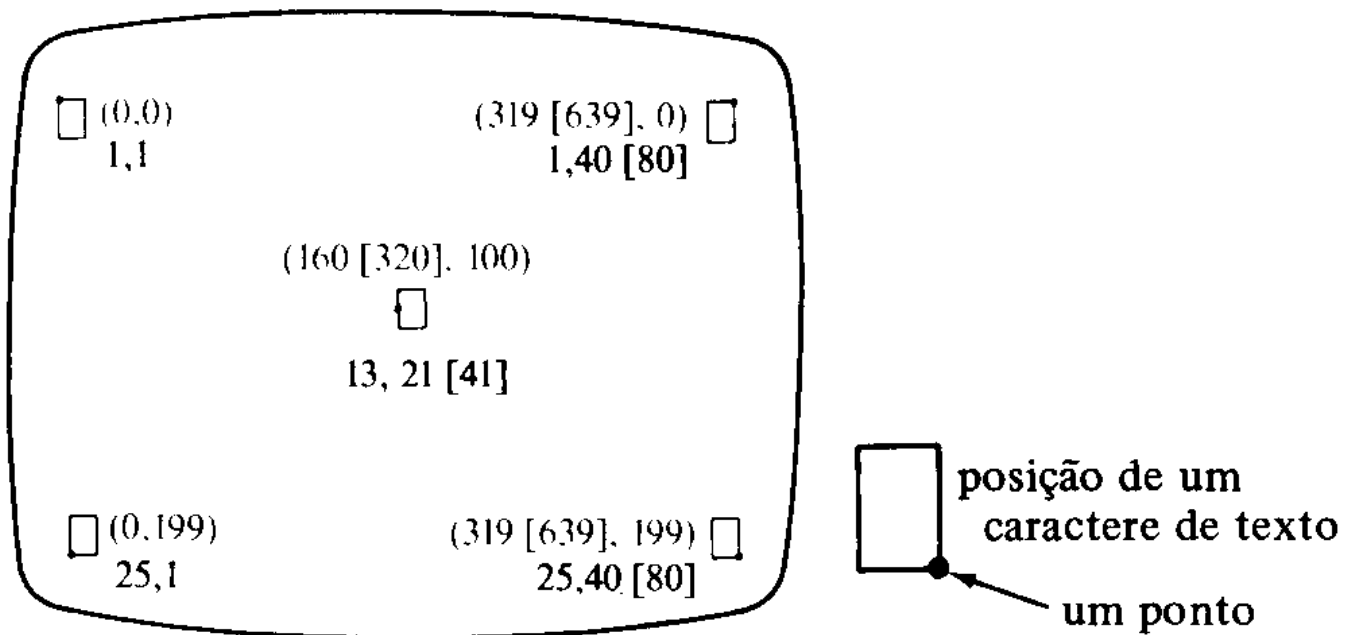 (0,0)
1,1
(319 [639], 0)
1,40 [80]
(160 [320], 100)
13, 21 [41]
(0,199)
25,1
(319 [639], 199)
25,40 [80]
posição de um
caractere de texto
um ponto